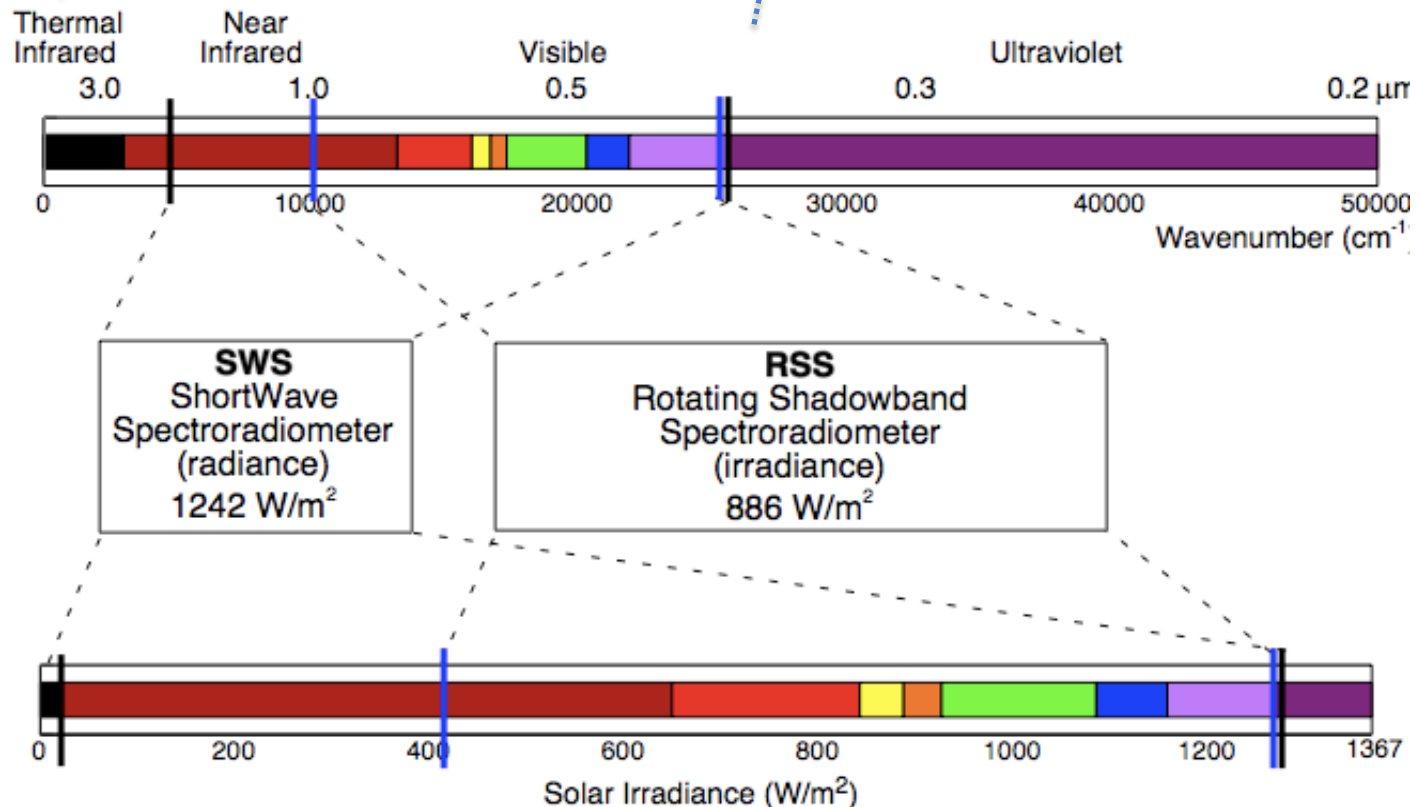 Thermal
Infrared
Near
Infrared
Visible
Ultraviolet
3.0
1.0
0.5
0.3
0.2 μm
0
10000
20000
30000
40000
50000
Wavenumber (cm⁻¹)
SWS
ShortWave
Spectroradiometer
(radiance)
1242 W/m²
RSS
Rotating Shadowband
Spectroradiometer
(irradiance)
886 W/m²
0
200
400
600
800
1000
1200
1367
Solar Irradiance (W/m²)